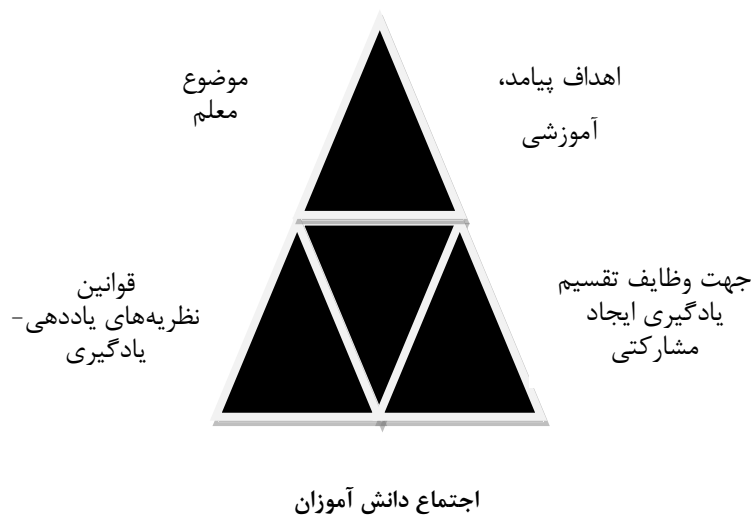 اهداف پیامد،
آموزشی
موضوع
معلم
جهت وظایف تقسیم
یادگیری ایجاد
مشارکتی
قوانین
نظریه‌های یاددهی-
یادگیری
اجتماع دانش آموزان